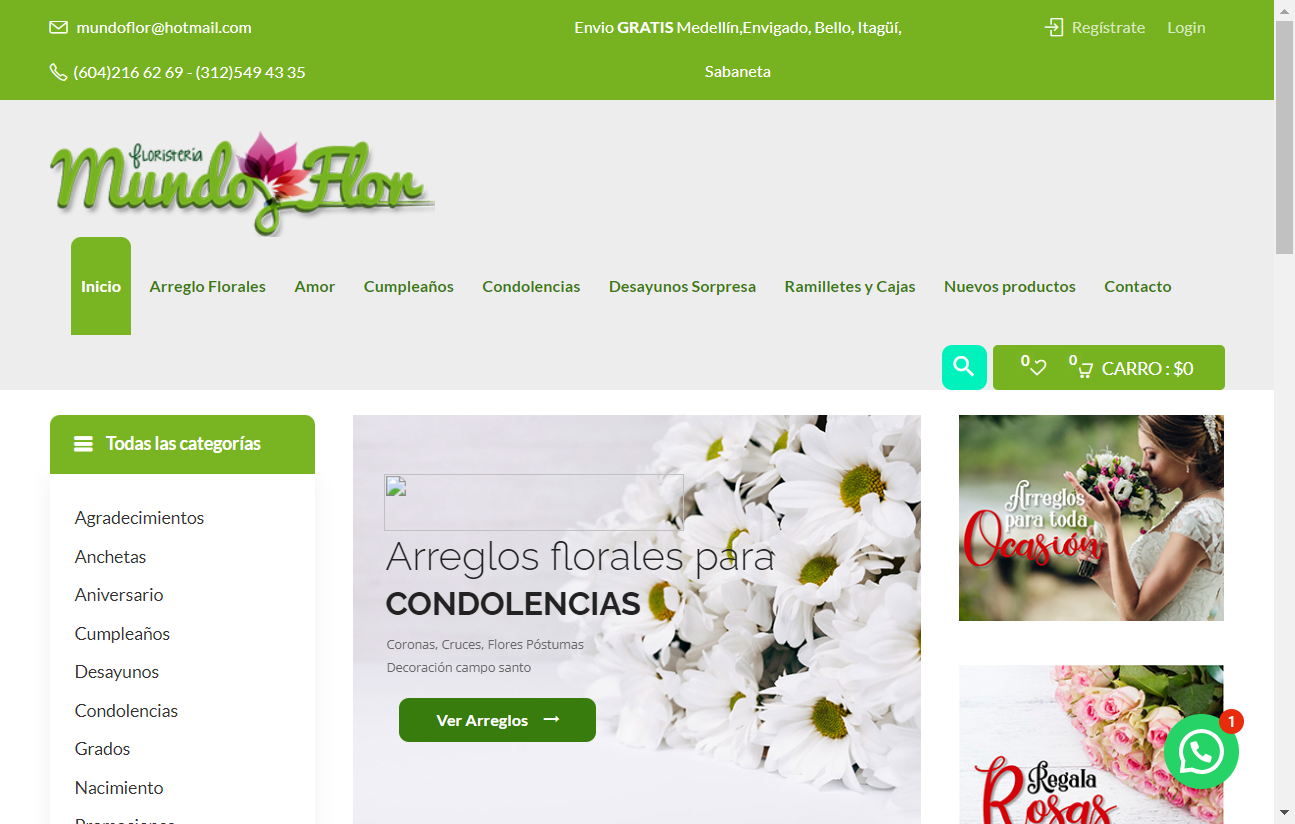 mundoflor@hotmail.com
(604)216 62 69 - (312)549 43 35
Envio GRATIS Medellín,Envigado, Bello, Itagüí,
Sabaneta
Regístrate Login
floristería
Mundo Flor
Inicio Arreglo Florales Amor Cumpleaños Condolencias Desayunos Sorpresa Ramilletes y Cajas Nuevos productos Contacto
0 0 CARRO : $0
Todas las categorías
Agradecimientos
Anchetas
Aniversario
Cumpleaños
Desayunos
Condolencias
Grados
Nacimiento
Promociones
Arreglos florales para
CONDOLENCIAS
Coronas, Cruces, Flores Póstumas
Decoración campo santo
Ver Arreglos
Arreglos
para toda
Ocasión
Regala
Rosas
1